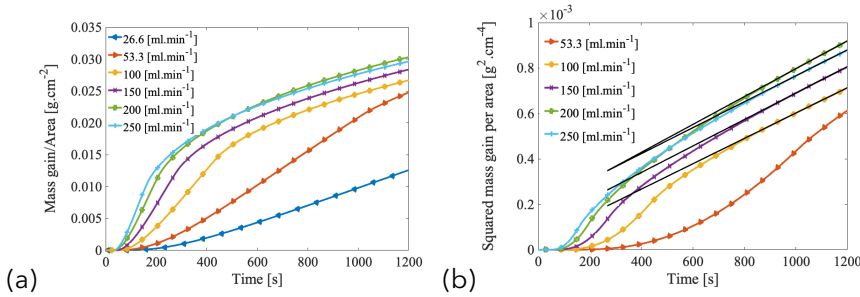 (a)
Mass gain/Area [g.cm-2]
0.035
0.030
0.025
0.020
0.015
0.010
0.005
0
26.6 [ml.min-1]
53.3 [ml.min-1]
100 [ml.min-1]
150 [ml.min-1]
200 [ml.min-1]
250 [ml.min-1]
0 200 400 600 800 1000 1200
Time [s]
(b)
Squared mass gain per area [g2.cm-4]
1 ×10-3
0.8
0.6
0.4
0.2
0
53.3 [ml.min-1]
100 [ml.min-1]
150 [ml.min-1]
200 [ml.min-1]
250 [ml.min-1]
0 200 400 600 800 1000 1200
Time [s]